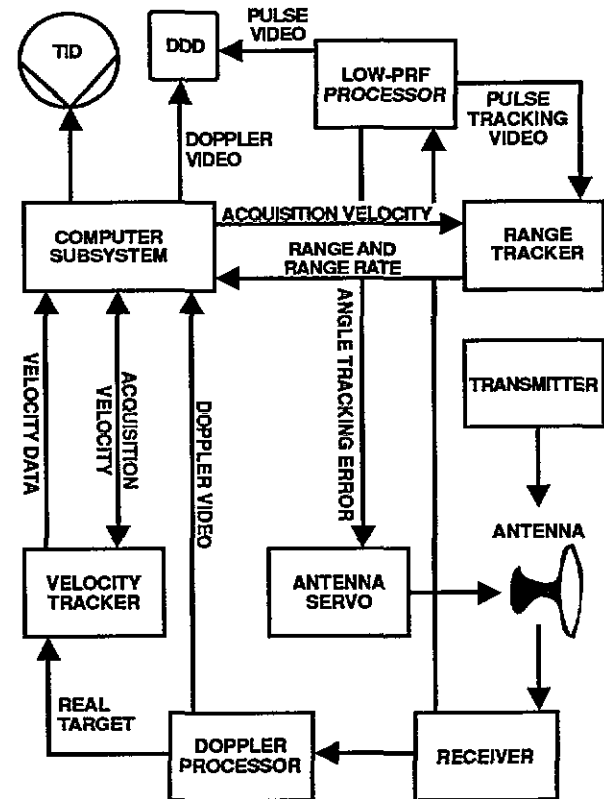 PULSE
VIDEO
TID
DDD
LOW-PRF
PROCESSOR
PULSE
TRACKING
VIDEO
DOPPLER
VIDEO
COMPUTER
SUBSYSTEM
ACQUISITION VELOCITY
RANGE AND
RANGE RATE
RANGE
TRACKER
VELOCITY DATA
ACQUISITION
VELOCITY
DOPPLER VIDEO
ANGLE TRACKING ERROR
TRANSMITTER
ANTENNA
VELOCITY
TRACKER
ANTENNA
SERVO
REAL
TARGET
DOPPLER
PROCESSOR
RECEIVER